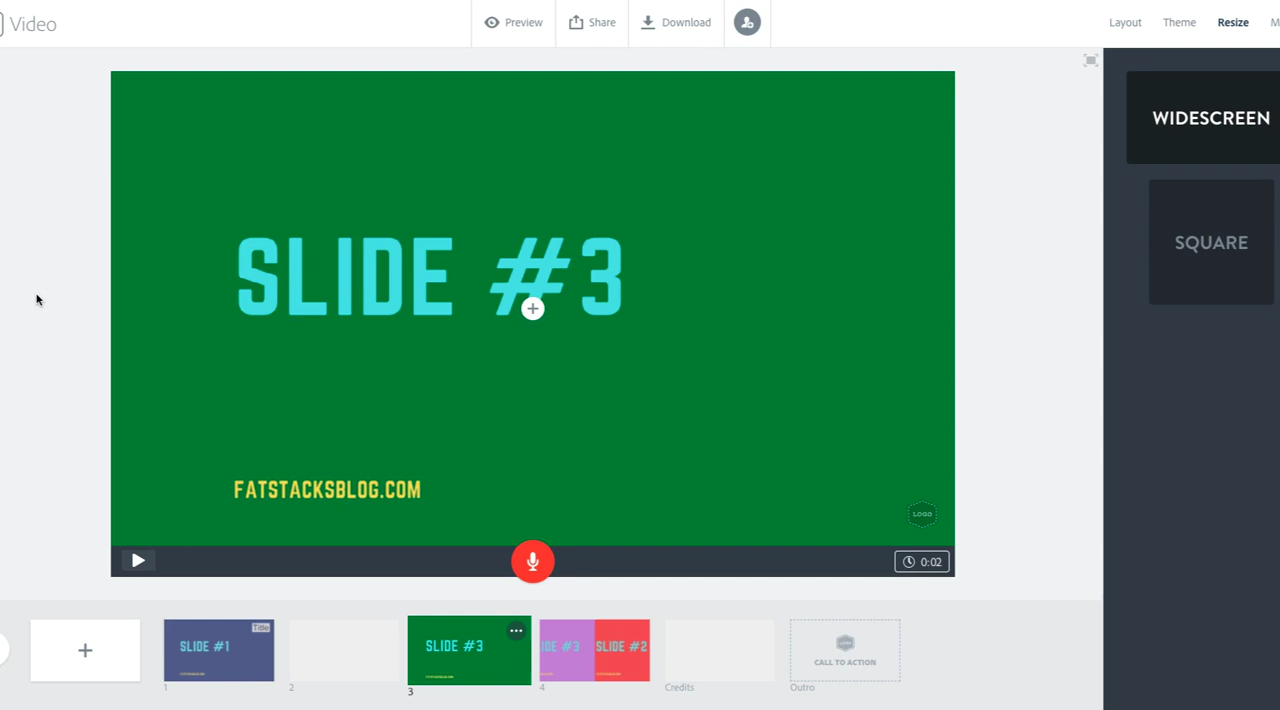 Video
Preview
Share
Download
Layout
Theme
Resize
M
WIDESCREEN
SQUARE
SLIDE #3
FATSTACKSBLOG.COM
LOGO
0:02
+
SLIDE #1
Title
1
2
SLIDE #3
3
IDE #3
SLIDE #2
4
Credits
CALL TO ACTION
Outro